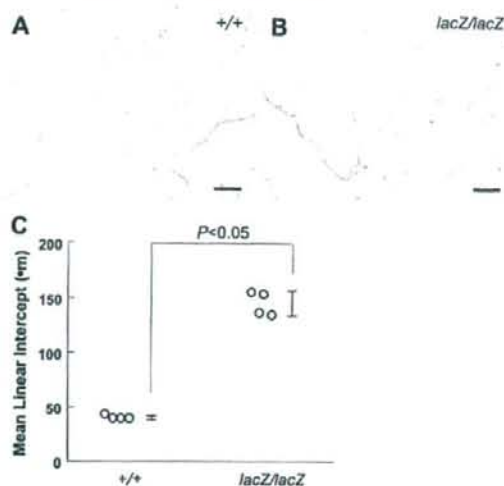 A +/+ B lacZ/lacZ
C
P<0.05
Mean Linear Intercept (•m)
200
150
100
50
0
+/+ lacZ/lacZ